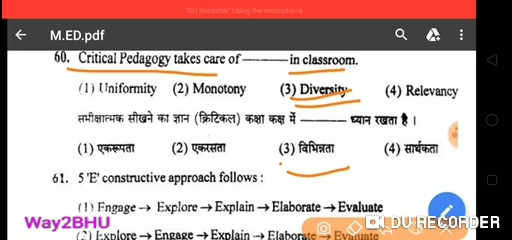 "DU Recorder" Using the microphone
M.ED.pdf
60. Critical Pedagogy takes care of ———— in classroom.
(1) Uniformity (2) Monotony (3) Diversity (4) Relevancy
समीक्षात्मक सीखने का ज्ञान (क्रिटिकल) कक्षा कक्ष में ———— ध्यान रखता है ।
(1) एकरूपता (2) एकरसता (3) विभिन्नता (4) सार्थकता
61. 5 'E' constructive approach follows :
(1) Engage → Explore → Explain → Elaborate → Evaluate
(2) Explore → Engage → Explain → Elaborate → Evaluate
Way2BHU
DU RECORDER